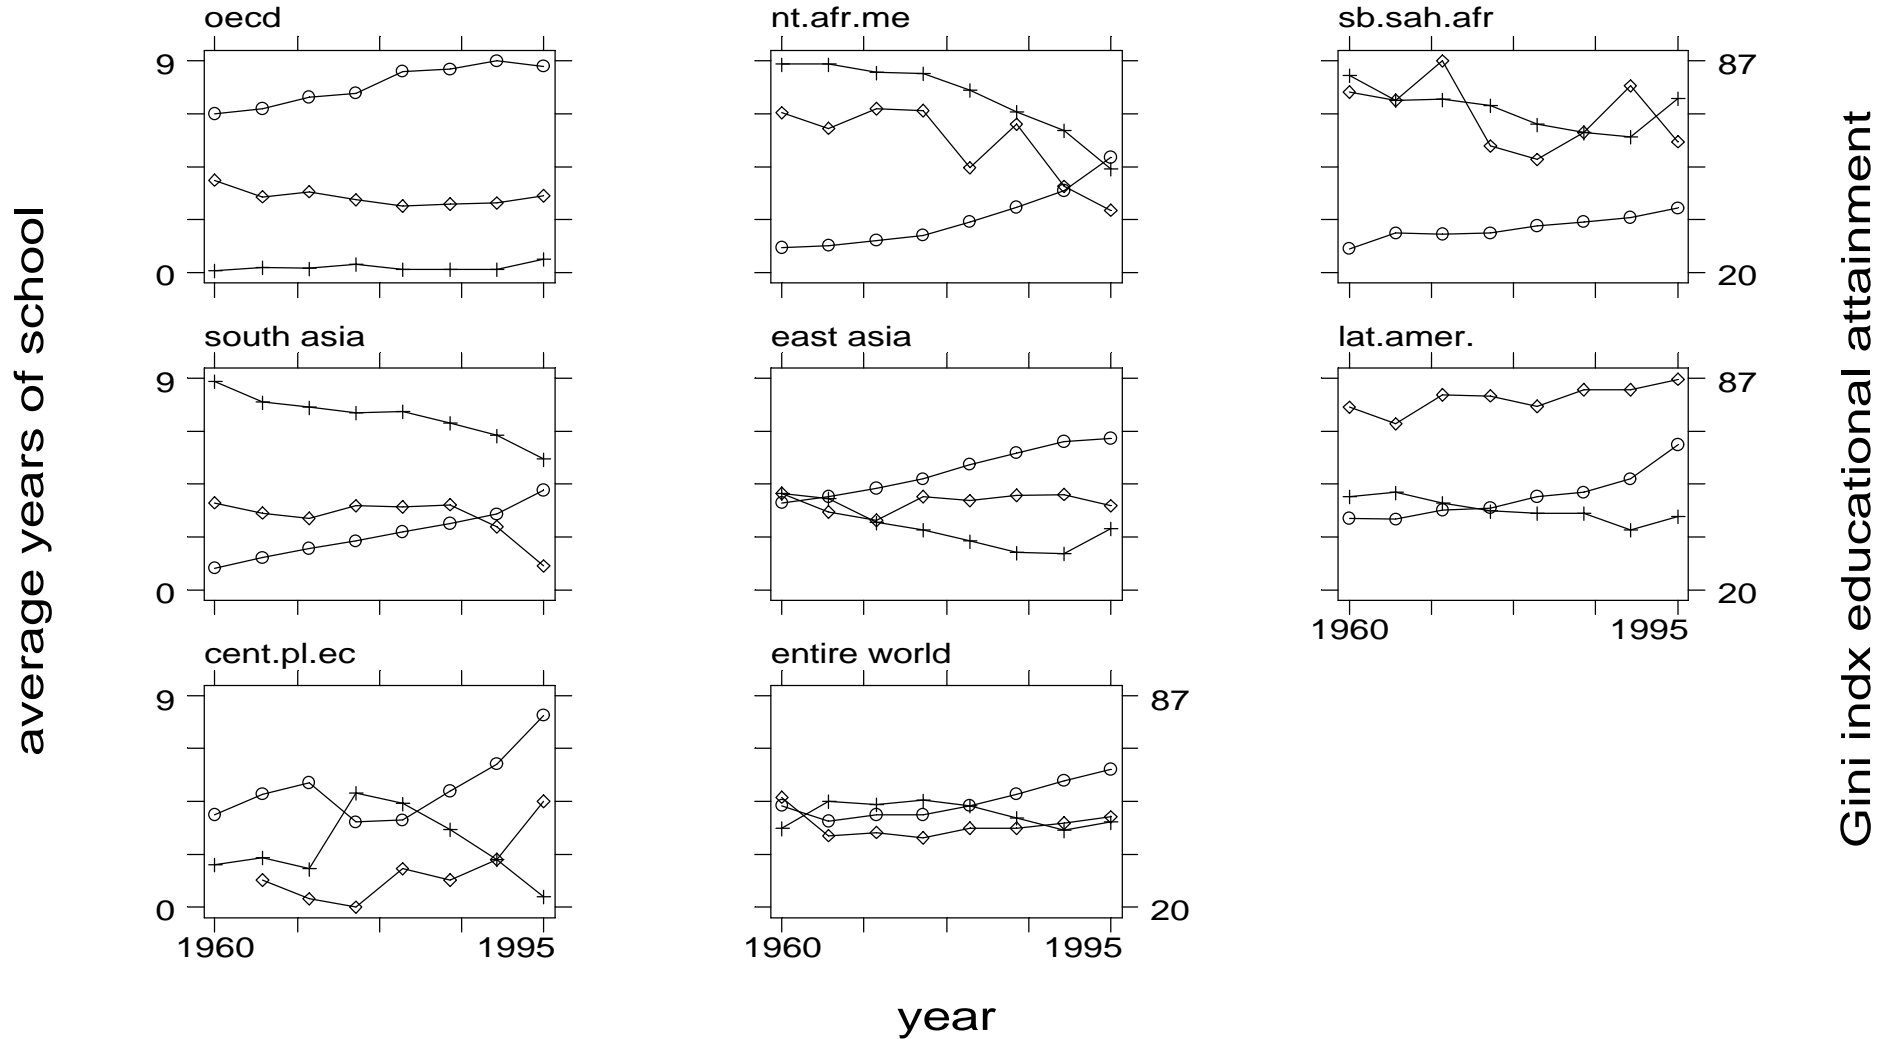 oecd
nt.afr.me
sb.sah.afr
9
0
87
20
south asia
east asia
lat.amer.
9
0
87
20
1960
1995
cent.pl.ec
entire world
9
0
87
20
1960
1995
1960
1995
year
average years of school
Gini indx educational attainment